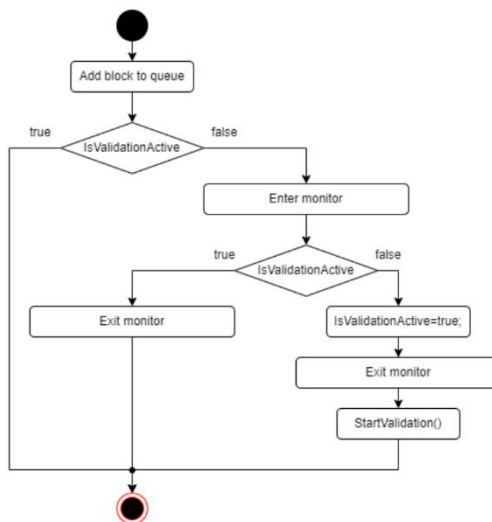 Add block to queue
true
false
IsValidationActive
Enter monitor
true
false
IsValidationActive
Exit monitor
IsValidationActive=true;
Exit monitor
StartValidation()